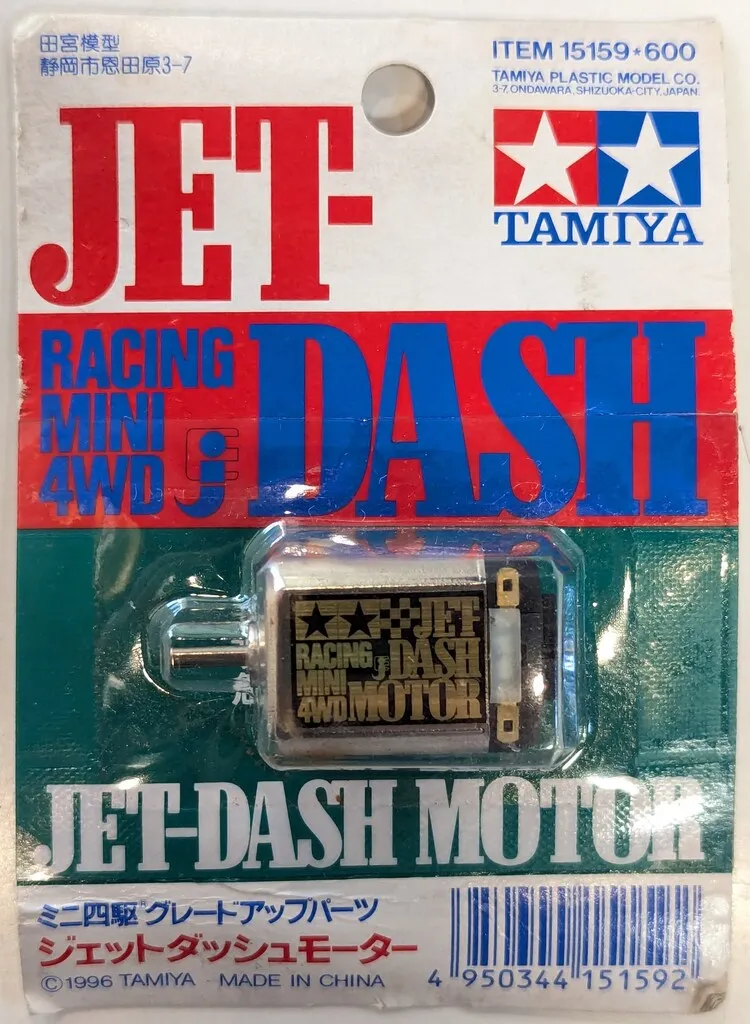 田宮模型
静岡市恩田原3-7
ITEM 15159★600
TAMIYA PLASTIC MODEL CO.
3-7, ONDAWARA, SHIZUOKA-CITY, JAPAN.
JET-
TAMIYA
RACING
MINI
4WD
DASH
JET
RACING
MINI
4WD
DASH
MOTOR
JET-DASH MOTOR
ミニ四駆グレードアップパーツ
ジェットダッシュモーター
©1996 TAMIYA MADE IN CHINA
4 950344 151592